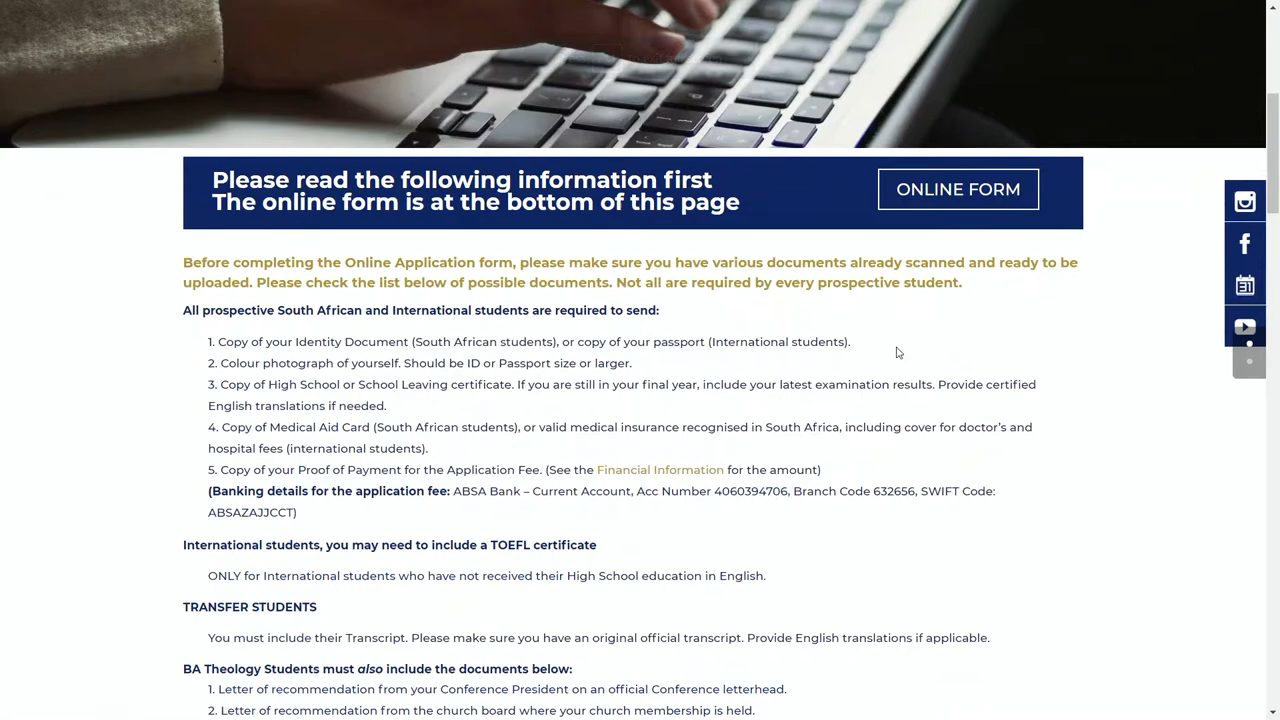 Please read the following information first
The online form is at the bottom of this page
ONLINE FORM
Before completing the Online Application form, please make sure you have various documents already scanned and ready to be
uploaded. Please check the list below of possible documents. Not all are required by every prospective student.
All prospective South African and International students are required to send:
1. Copy of your Identity Document (South African students), or copy of your passport (International students).
2. Colour photograph of yourself. Should be ID or Passport size or larger.
3. Copy of High School or School Leaving certificate. If you are still in your final year, include your latest examination results. Provide certified
English translations if needed.
4. Copy of Medical Aid Card (South African students), or valid medical insurance recognised in South Africa, including cover for doctor's and
hospital fees (international students).
5. Copy of your Proof of Payment for the Application Fee. (See the Financial Information for the amount)
(Banking details for the application fee: ABSA Bank – Current Account, Acc Number 4060394706, Branch Code 632656, SWIFT Code:
ABSAZAJJCCT)
International students, you may need to include a TOEFL certificate
ONLY for International students who have not received their High School education in English.
TRANSFER STUDENTS
You must include their Transcript. Please make sure you have an original official transcript. Provide English translations if applicable.
BA Theology Students must also include the documents below:
1. Letter of recommendation from your Conference President on an official Conference letterhead.
2. Letter of recommendation from the church board where your church membership is held.
31